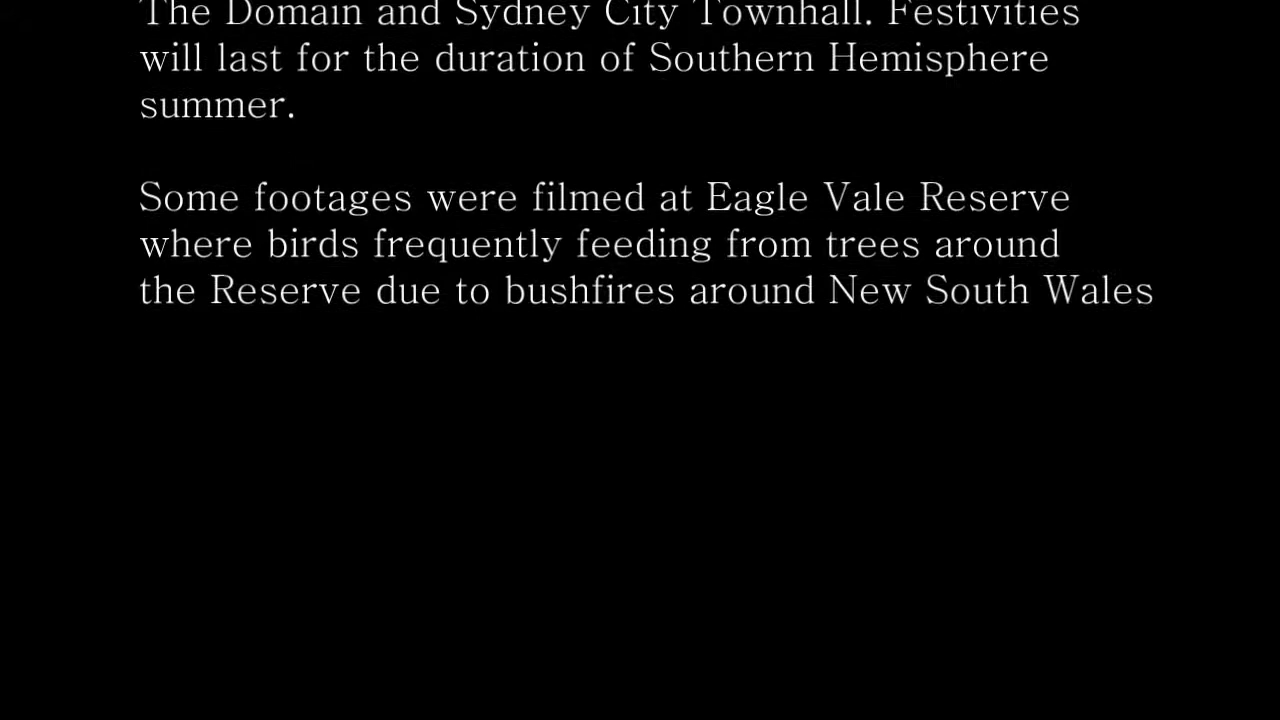 The Domain and Sydney City Townhall. Festivities
will last for the duration of Southern Hemisphere
summer.
Some footages were filmed at Eagle Vale Reserve
where birds frequently feeding from trees around
the Reserve due to bushfires around New South Wales